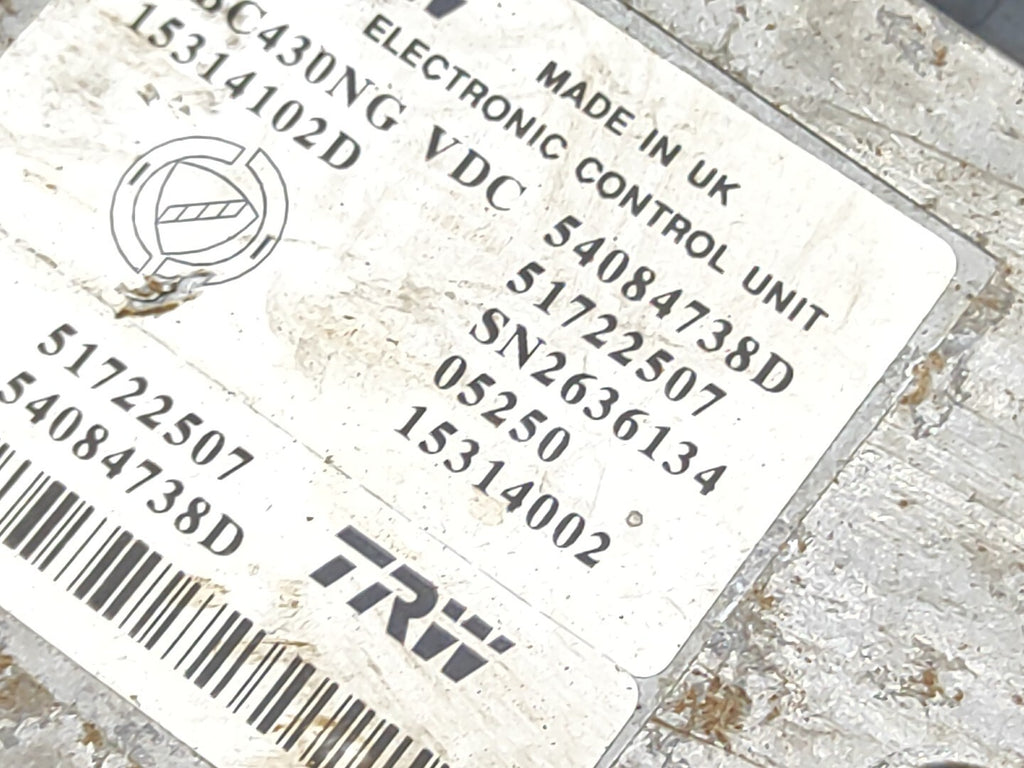 MADE IN UK
ELECTRONIC CONTROL UNIT
BC430NG VDC
15314102D
54084738D
51722507
SN2636134
05250
15314002
51722507
54084738D
TRW